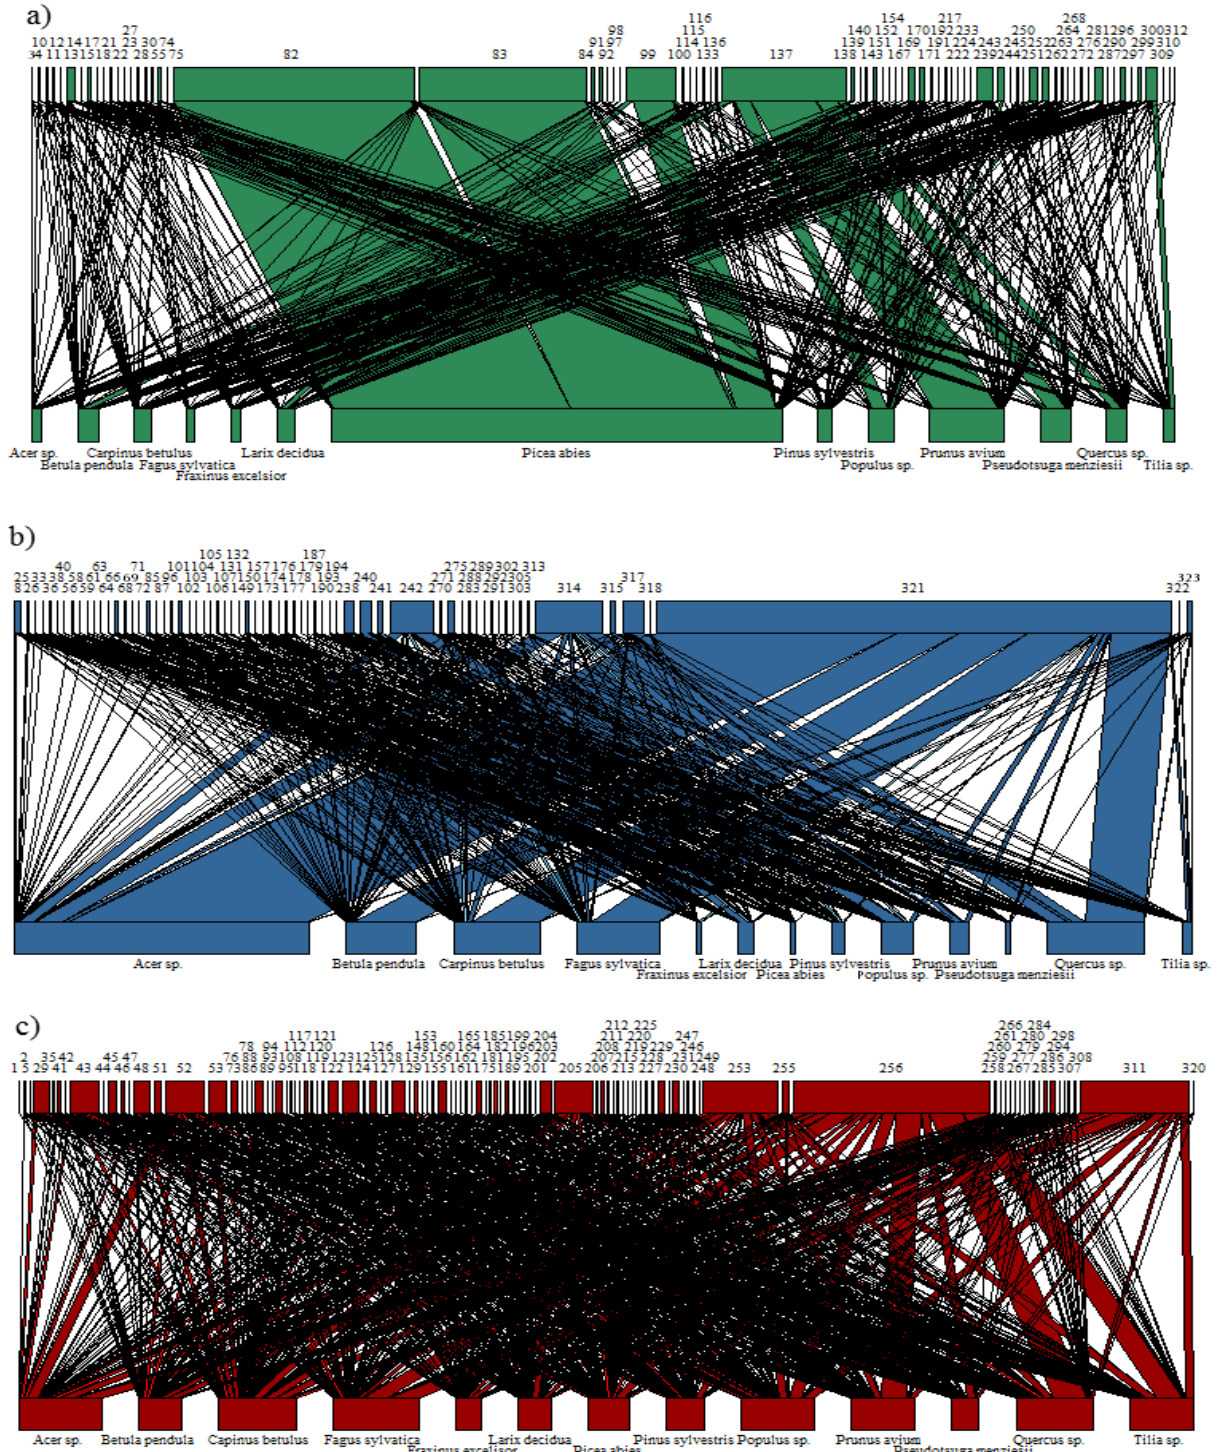 a)
116
27 98 115 154 217 250 268
10 12 14 17 21 23 30 74 91 97 114 136 140 152 170 192 233 243 245 252 264 281 296 300 312
3 4 11 13 15 18 22 28 55 75 82 83 84 92 99 100 133 137 138 143 167 171 222 239 244 251 262 272 287 297 309
Acer sp. Carpinus betulus Larix decidua Picea abies Pinus sylvestris Prunus avium Quercus sp.
Betula pendula Fagus sylvatica Populus sp. Pseudotsuga menziesii Tilia sp.
Fraxinus excelsior
b)
105 132 187
40 63 71 101 104 131 157 176 179 194 275 289 302 313
25 33 38 58 61 66 69 85 96 103 107 150 174 178 193 240 271 288 292 305 317 323
8 26 36 56 59 64 68 72 87 102 106 149 173 177 190 238 241 242 270 283 291 303 314 315 318 321 322
Acer sp. Betula pendula Carpinus betulus Fagus sylvatica Larix decidua Pinus sylvestris Prunus avium Quercus sp. Tilia sp.
Fraxinus excelsior Picea abies Populus sp. Pseudotsuga menziesii
c)
212 225 266 284
117 121 153 165 185 199 204 211 220 247 261 280 298
78 94 112 120 126 148 160 164 182 196 203 208 219 229 246 260 279 294
2 35 42 45 47 76 88 93 108 119 123 125 128 135 156 162 181 195 202 207 215 228 231 249 259 277 286 308
1 5 29 41 43 44 46 48 51 52 53 73 86 89 95 118 122 124 127 129 155 161 175 189 201 205 206 213 227 230 248 253 255 256 258 267 285 307 311 320
Acer sp. Betula pendula Capinus betulus Fagus sylvatica Larix decidua Pinus sylvestris Populus sp. Prunus avium Quercus sp. Tilia sp.
Fraxinus excelsior Picea abies Pseudotsuga menziesii